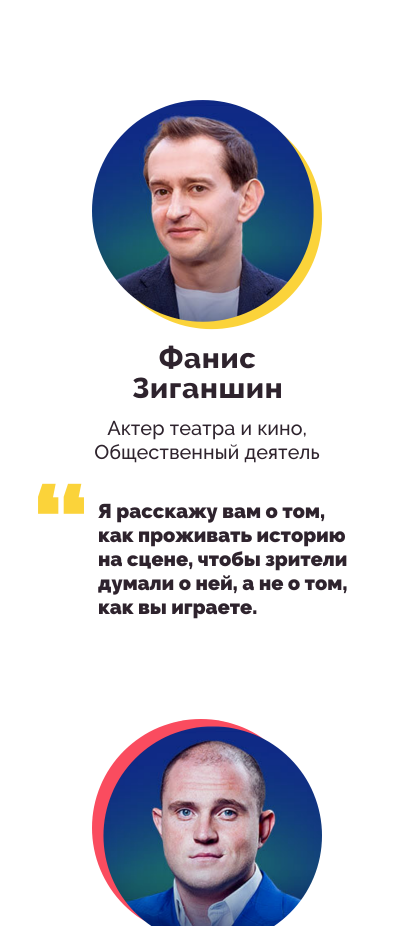 Фанис
Зиганшин
Актер театра и кино,
Общественный деятель
Я расскажу вам о том,
как проживать историю
на сцене, чтобы зрители
думали о ней, а не о том,
как вы играете.